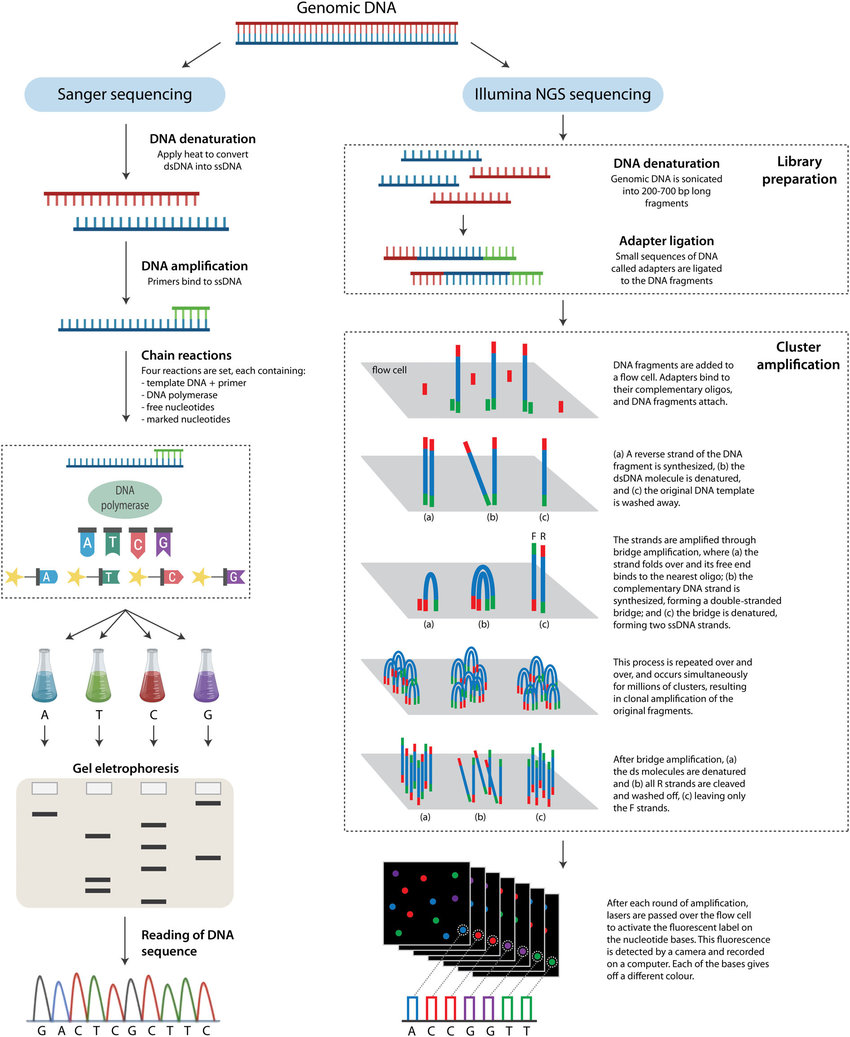 Genomic DNA
Sanger sequencing
DNA denaturation
Apply heat to convert
dsDNA into ssDNA
DNA amplification
Primers bind to ssDNA
Chain reactions
Four reactions are set, each containing:
- template DNA + primer
- DNA polymerase
- free nucleotides
- marked nucleotides
DNA
polymerase
A T C G
A T C G
A T C G
Gel eletrophoresis
Reading of DNA
sequence
G A C T C G C T T C
Illumina NGS sequencing
Library
preparation
DNA denaturation
Genomic DNA is sonicated
into 200-700 bp long
fragments
Adapter ligation
Small sequences of DNA
called adapters are ligated
to the DNA fragments
Cluster
amplification
flow cell
DNA fragments are added to
a flow cell. Adapters bind to
their complementary oligos,
and DNA fragments attach.
(a) (b) (c)
(a) A reverse strand of the DNA
fragment is synthesized, (b) the
dsDNA molecule is denatured,
and (c) the original DNA template
is washed away.
F R
(a) (b) (c)
The strands are amplified through
bridge amplification, where (a) the
strand folds over and its free end
binds to the nearest oligo; (b) the
complementary DNA strand is
synthesized, forming a double-stranded
bridge; and (c) the bridge is denatured,
forming two ssDNA strands.
This process is repeated over and
over, and occurs simultaneously
for millions of clusters, resulting
in clonal amplification of the
original fragments.
(a) (b) (c)
After bridge amplification, (a)
the ds molecules are denatured
and (b) all R strands are cleaved
and washed off, (c) leaving only
the F strands.
After each round of amplification,
lasers are passed over the flow cell
to activate the fluorescent label on
the nucleotide bases. This fluorescence
is detected by a camera and recorded
on a computer. Each of the bases gives
off a different colour.
A C C G G T T